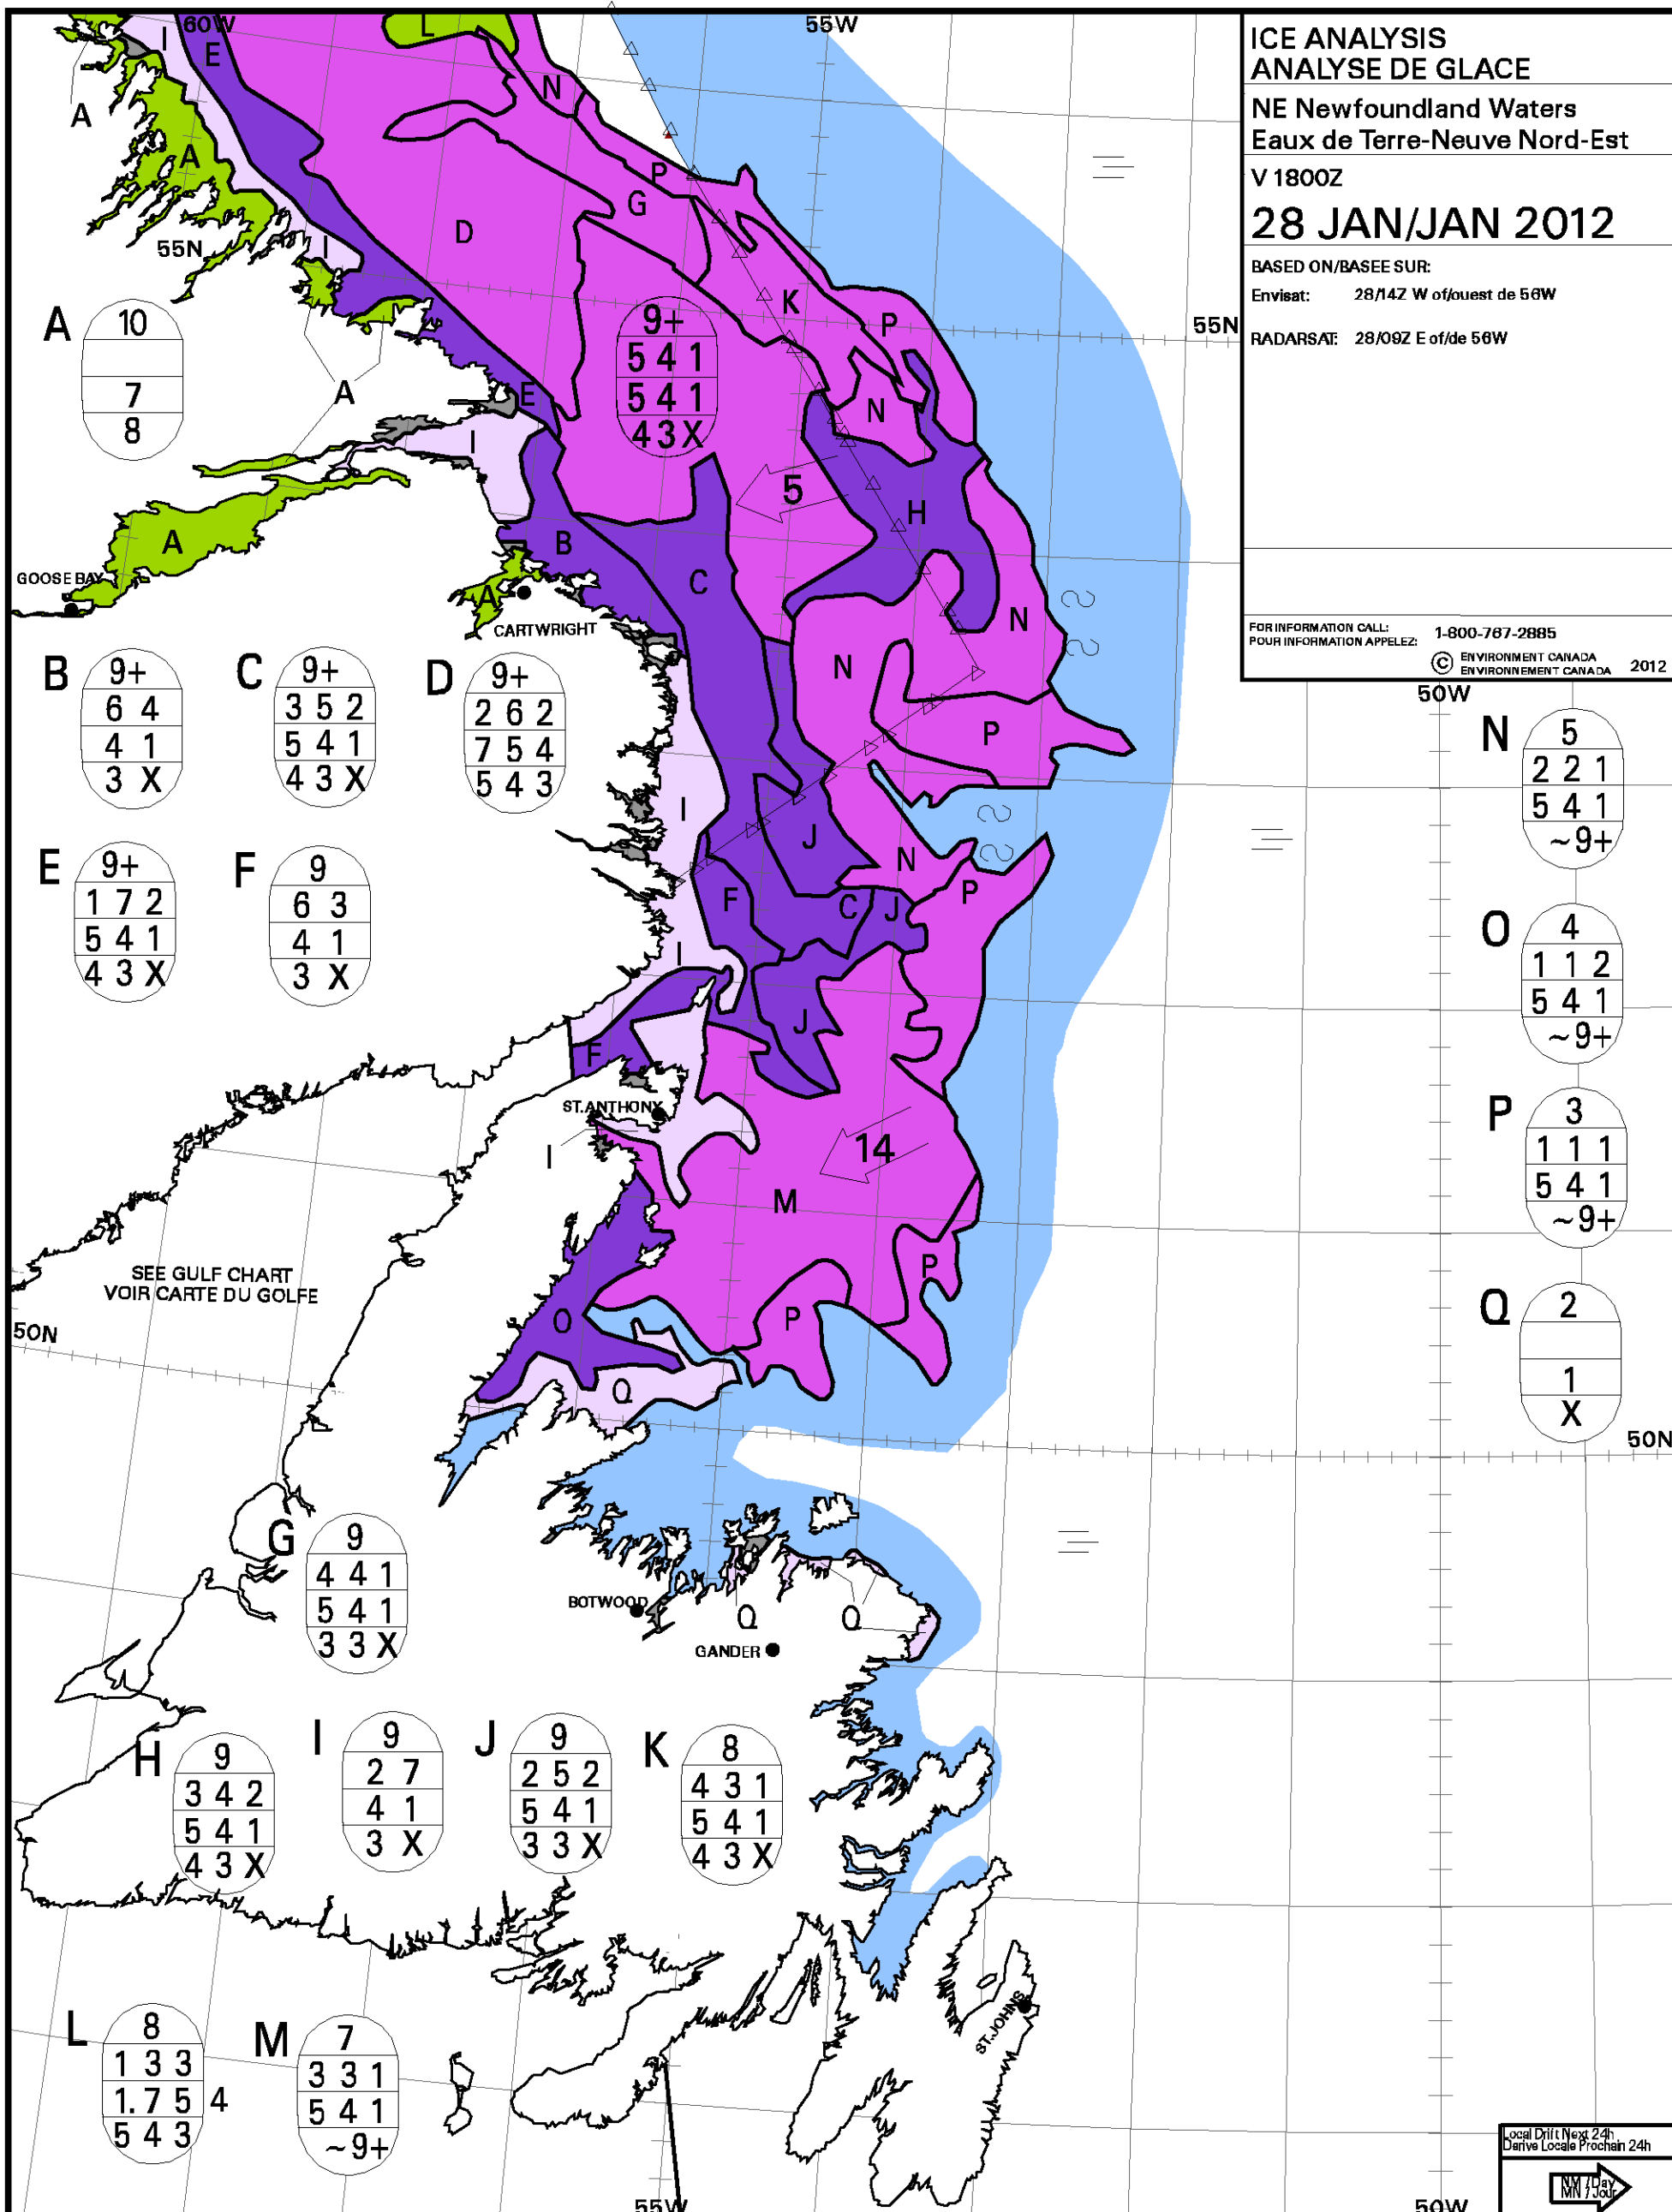 60W
55W
ICE ANALYSIS
ANALYSE DE GLACE
NE Newfoundland Waters
Eaux de Terre-Neuve Nord-Est
V 1800Z
28 JAN/JAN 2012
BASED ON/BASEE SUR:
Envisat: 28/14Z W of/ouest de 56W
RADARSAT: 28/09Z E of/de 56W
FOR INFORMATION CALL:
POUR INFORMATION APPELEZ: 1-800-767-2885
© ENVIRONMENT CANADA
ENVIRONNEMENT CANADA 2012
I
E
L
N
A
A
P
G
D
55N
I
K
P
55N
A
10
7
8
9+
5 4 1
5 4 1
4 3 X
A
E
N
I
5
H
A
B
C
GOOSE BAY
A
CARTWRIGHT
N
N
P
B
9+
6 4
4 1
3 X
C
9+
3 5 2
5 4 1
4 3 X
D
9+
2 6 2
7 5 4
5 4 3
50W
N
5
2 2 1
5 4 1
~9+
I
J
N
P
E
9+
1 7 2
5 4 1
4 3 X
F
9
6 3
4 1
3 X
F
C
J
O
4
1 1 2
5 4 1
~9+
I
J
F
ST.ANTHONY
I
14
M
P
3
1 1 1
5 4 1
~9+
SEE GULF CHART
VOIR CARTE DU GOLFE
P
O
P
50N
Q
Q
2
1
X
50N
G
9
4 4 1
5 4 1
3 3 X
BOTWOOD
Q
Q
GANDER
H
9
3 4 2
5 4 1
4 3 X
I
9
2 7
4 1
3 X
J
9
2 5 2
5 4 1
3 3 X
K
8
4 3 1
5 4 1
4 3 X
ST.JOHNS
L
8
1 3 3
1. 7 5 4
5 4 3
M
7
3 3 1
5 4 1
~9+
Local Drift Next 24h
Derive Locale Prochain 24h
NM / Day
MN / Jour
55W
50W